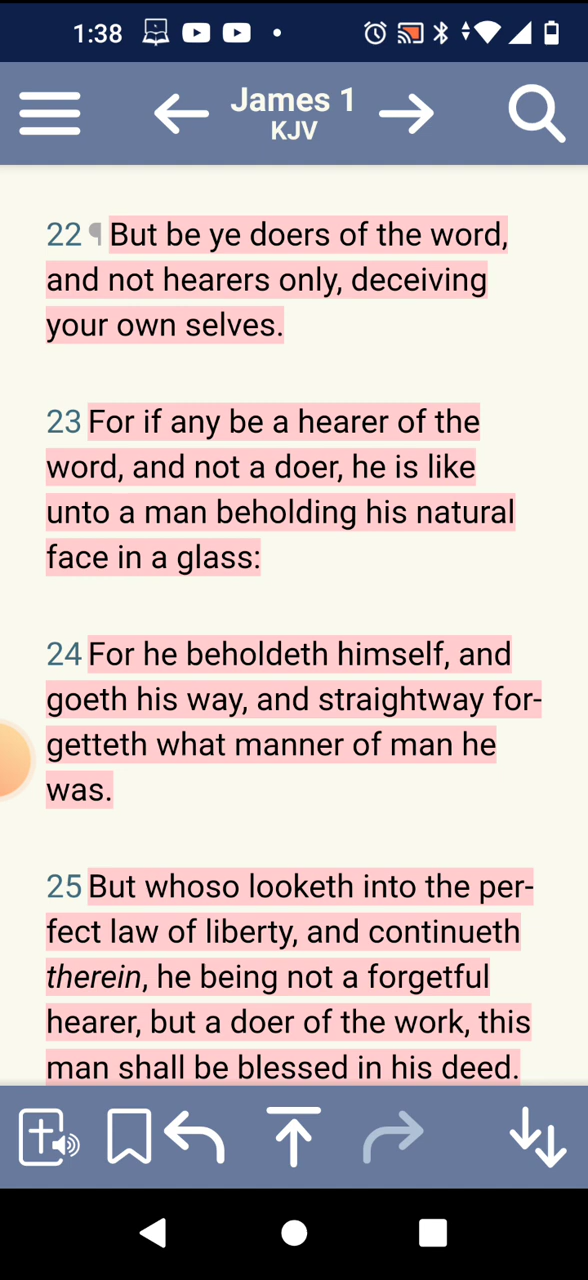 1:38
James 1
KJV
22 ¶ But be ye doers of the word,
and not hearers only, deceiving
your own selves.
23 For if any be a hearer of the
word, and not a doer, he is like
unto a man beholding his natural
face in a glass:
24 For he beholdeth himself, and
goeth his way, and straightway for-
getteth what manner of man he
was.
25 But whoso looketh into the per-
fect law of liberty, and continueth
therein, he being not a forgetful
hearer, but a doer of the work, this
man shall be blessed in his deed.